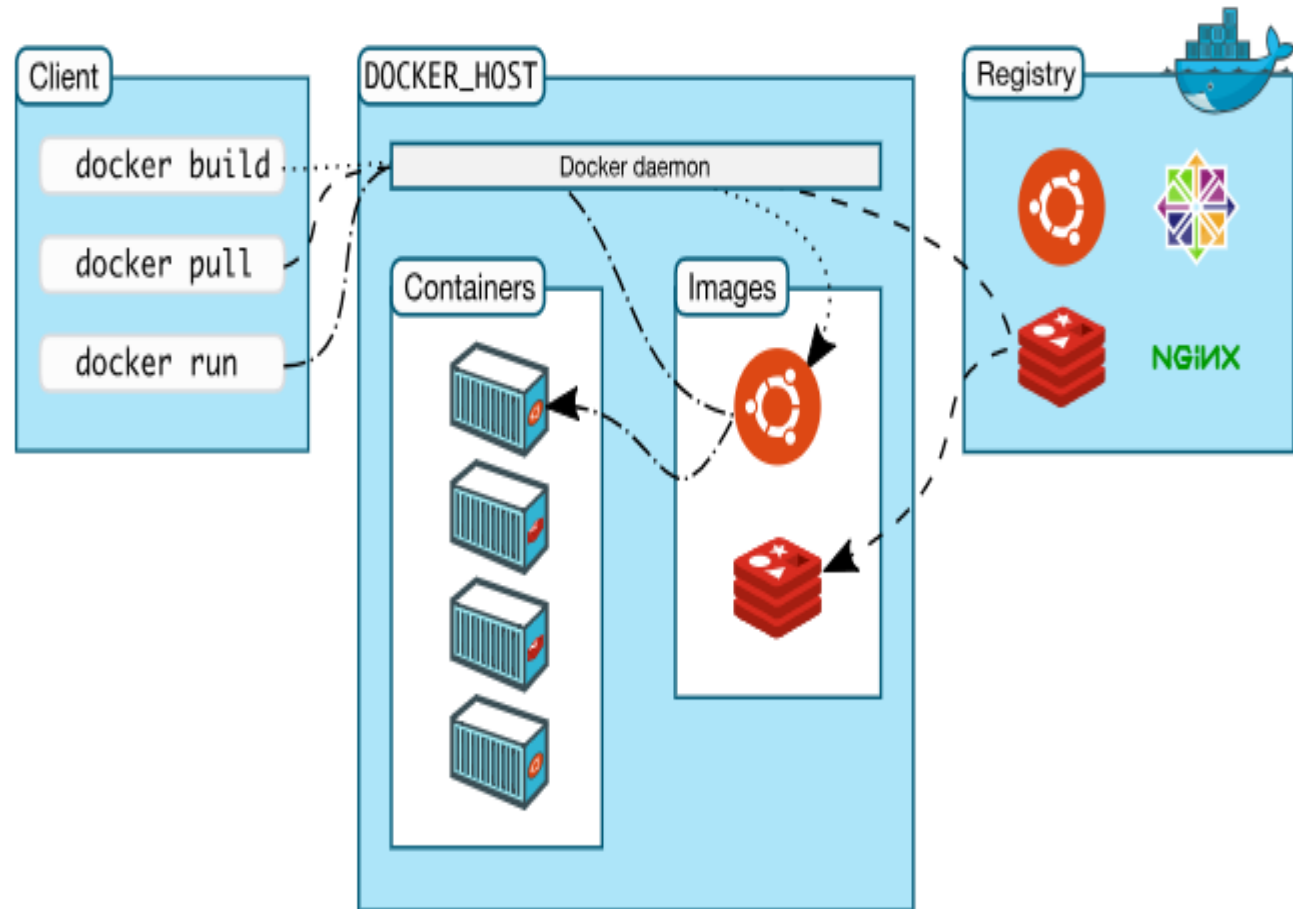 Client
docker build
docker pull
docker run
DOCKER_HOST
Docker daemon
Containers
Images
Registry
NGiNX